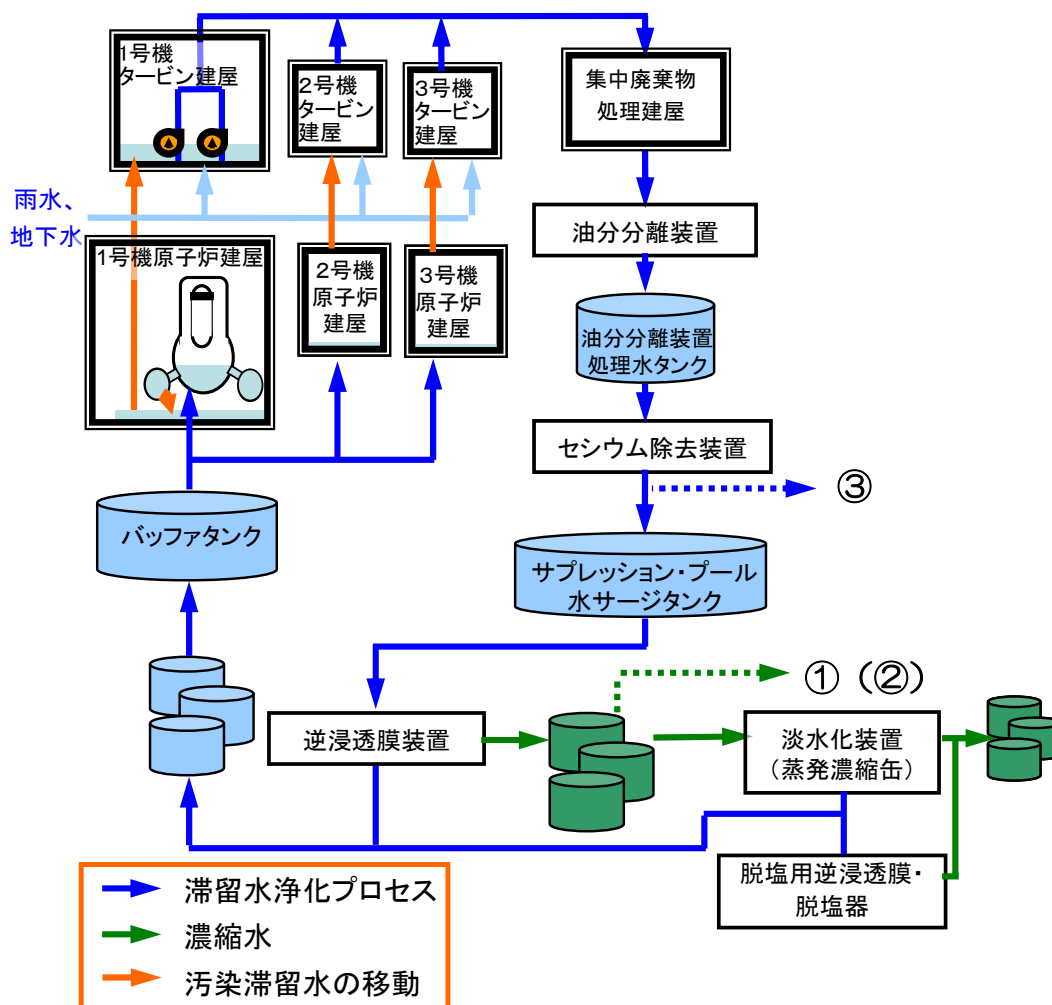 1号機
タービン建屋
2号機
タービン
建屋
3号機
タービン
建屋
集中廃棄物
処理建屋
雨水、
地下水
油分分離装置
1号機原子炉建屋
2号機
原子炉
建屋
3号機
原子炉
建屋
油分分離装置
処理水タンク
セシウム除去装置
③
バッファタンク
サプレッション・プール
水サージタンク
① (②)
逆浸透膜装置
淡水化装置
(蒸発濃縮缶)
脱塩用逆浸透膜・
脱塩器
滞留水浄化プロセス
濃縮水
汚染滞留水の移動